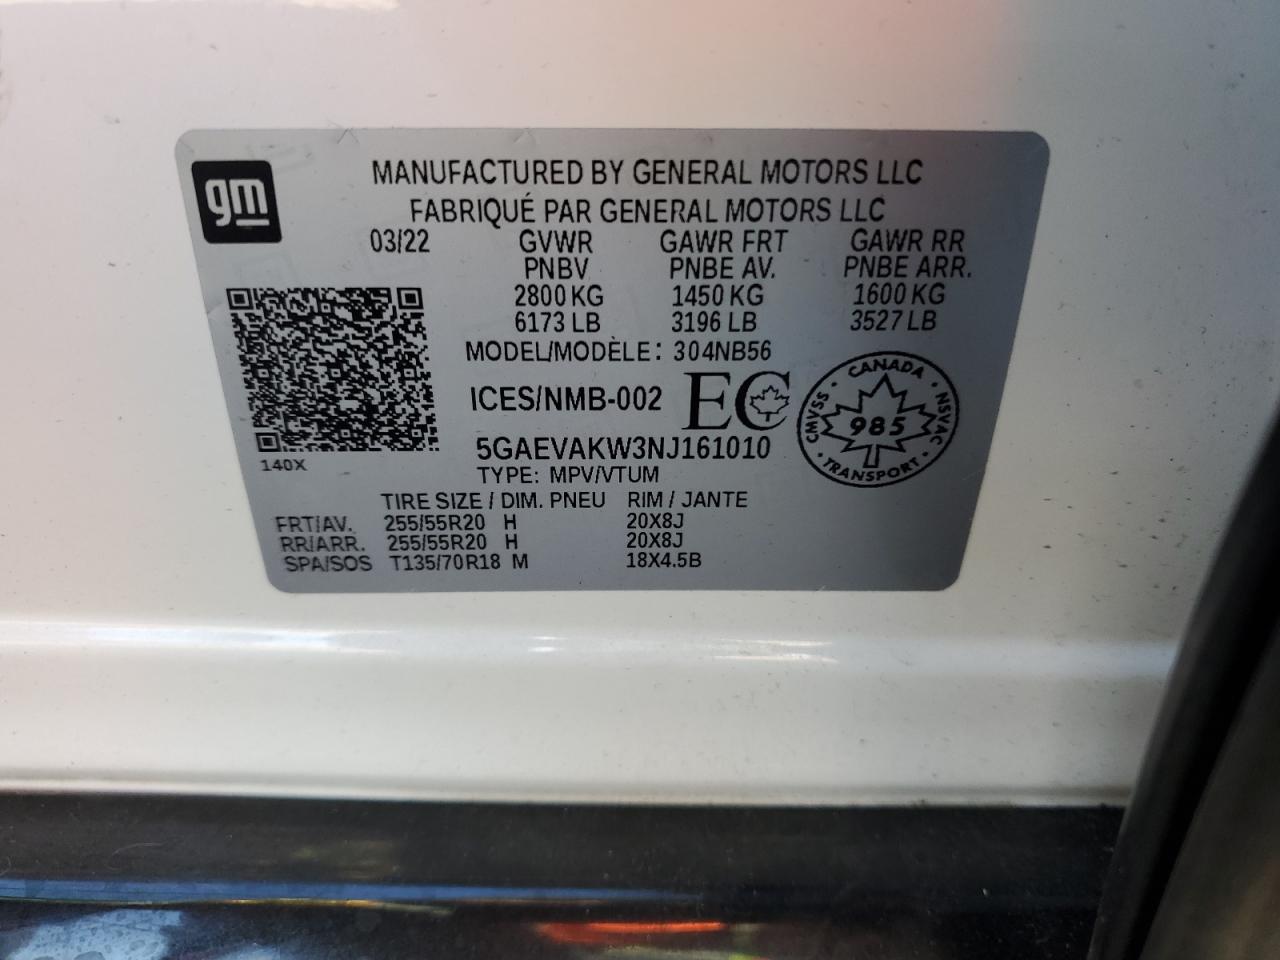 gm
MANUFACTURED BY GENERAL MOTORS LLC
FABRIQUÉ PAR GENERAL MOTORS LLC
03/22 GVWR GAWR FRT GAWR RR
PNBV PNBE AV. PNBE ARR.
2800 KG 1450 KG 1600 KG
6173 LB 3196 LB 3527 LB
MODEL/MODÈLE: 304NB56
ICES/NMB-002 EC
CANADA
CMVSS 985 NSVAC
TRANSPORT
5GAEVAKW3NJ161010
140X
TYPE: MPV/VTUM
TIRE SIZE / DIM. PNEU RIM / JANTE
FRT/AV. 255/55R20 H 20X8J
RR/ARR. 255/55R20 H 20X8J
SPA/SOS T135/70R18 M 18X4.5B